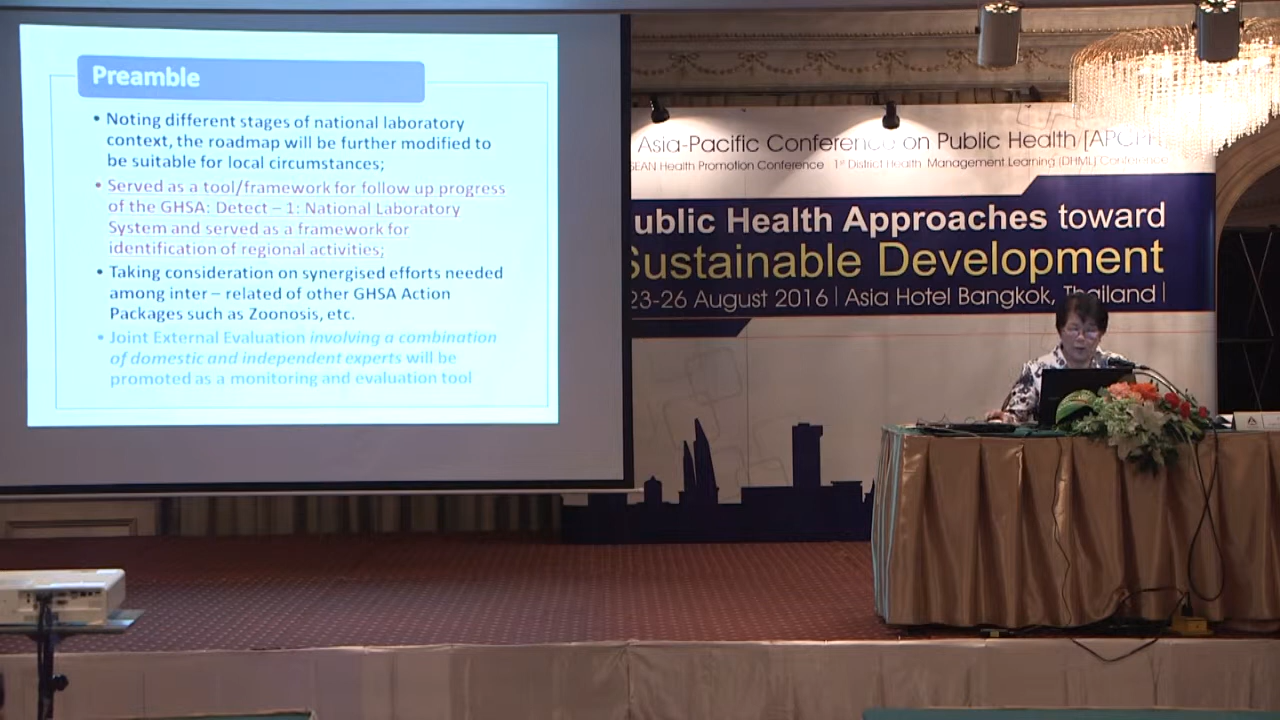 Preamble
• Noting different stages of national laboratory
context, the roadmap will be further modified to
be suitable for local circumstances;
• Served as a tool/framework for follow up progress
of the GHSA: Detect – 1: National Laboratory
System and served as a framework for
identification of regional activities;
• Taking consideration on synergised efforts needed
among inter – related of other GHSA Action
Packages such as Zoonosis, etc.
• Joint External Evaluation involving a combination
of domestic and independent experts will be
promoted as a monitoring and evaluation tool
Asia-Pacific Conference on Public Health [APCPH]
SEAN Health Promotion Conference 1st District Health Management Learning (DHML) Conference
ublic Health Approaches toward
Sustainable Development
23-26 August 2016 | Asia Hotel Bangkok, Thailand |